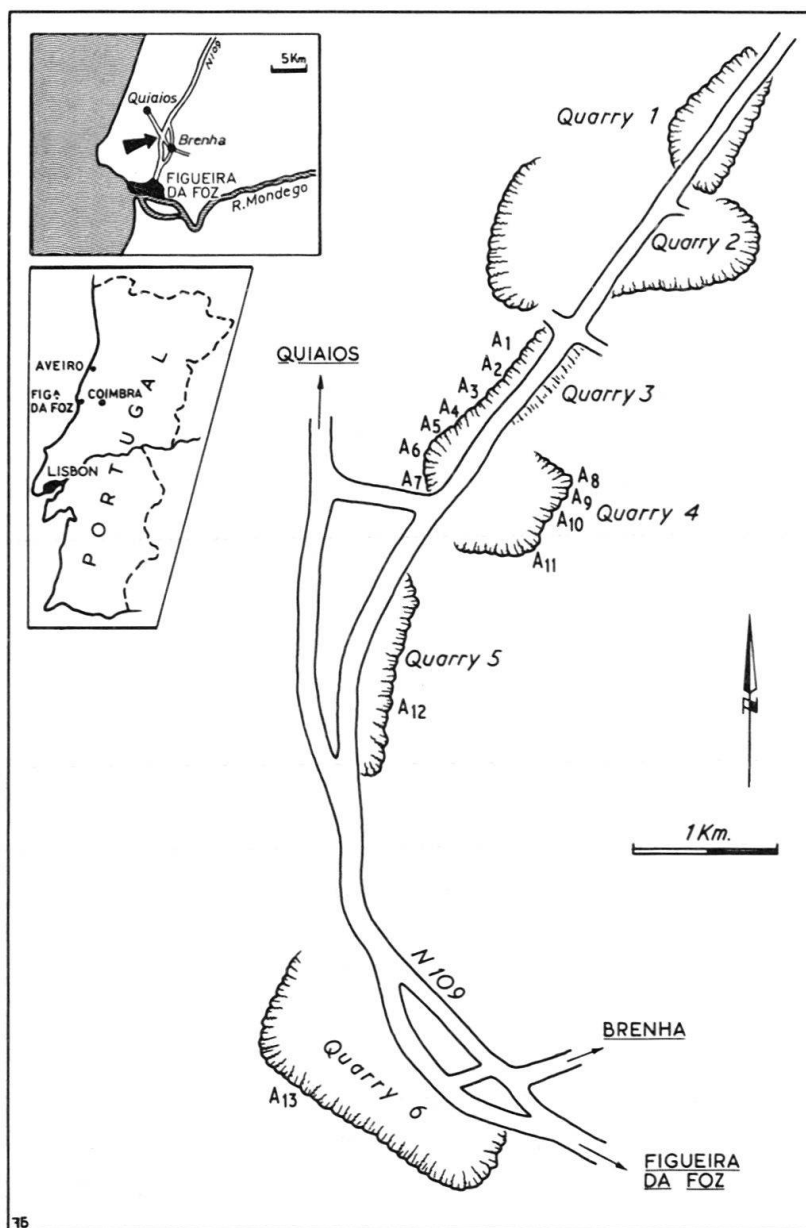 N109
5Km
Quiaios
Brenha
FIGUEIRA
DA FOZ
R. Mondego
AVEIRO
FIGª
DA FOZ
COIMBRA
LISBON
PORTUGAL
Quarry 1
Quarry 2
QUIAIOS
A1
A2
A3
A4
A5
A6
A7
Quarry 3
A8
A9
A10
Quarry 4
A11
Quarry 5
A12
N
1 Km.
N 109
BRENHA
Quarry 6
A13
FIGUEIRA
DA FOZ